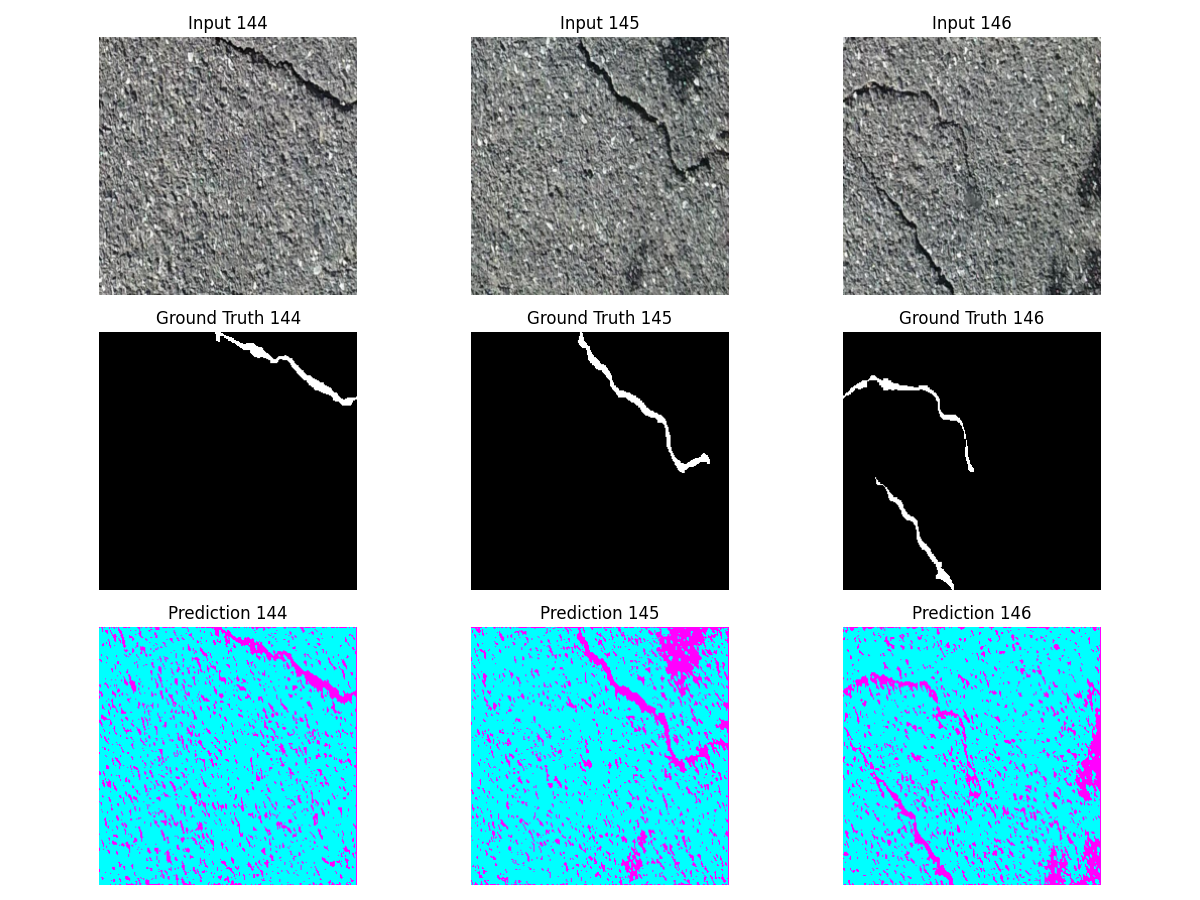 Input 144
Input 145
Input 146
Ground Truth 144
Ground Truth 145
Ground Truth 146
Prediction 144
Prediction 145
Prediction 146